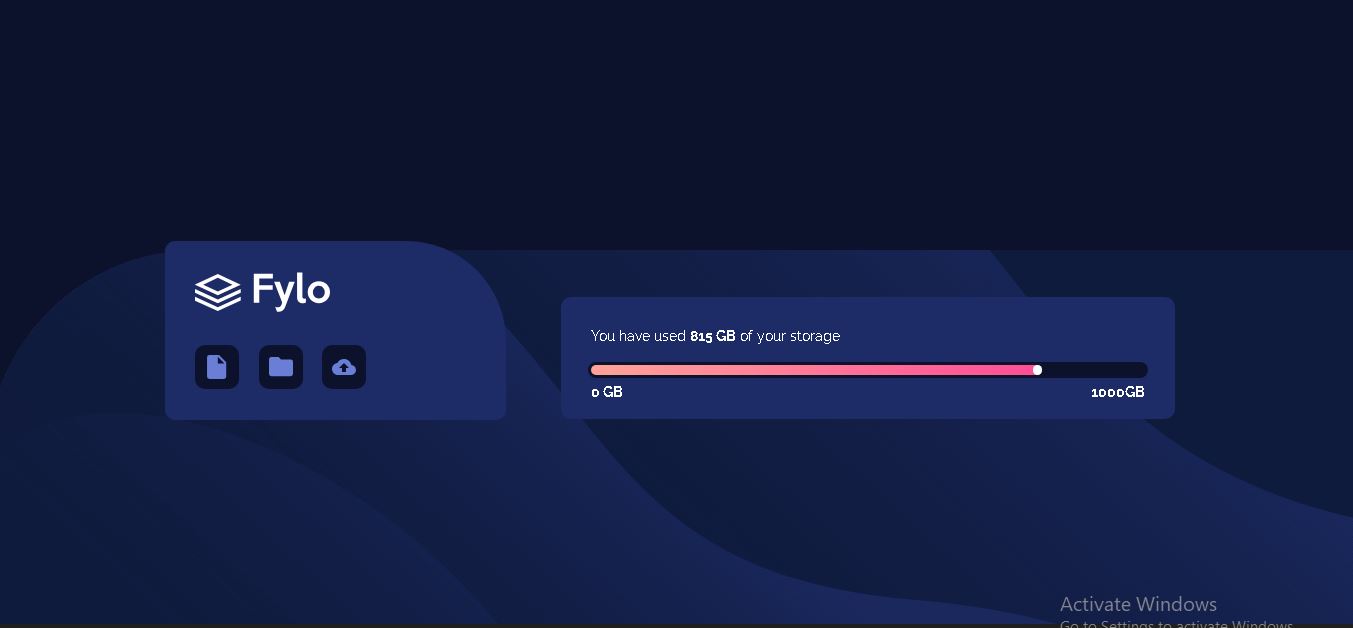 Fylo
You have used 815 GB of your storage
0 GB
1000GB
Activate Windows
Go to Settings to activate Windows.